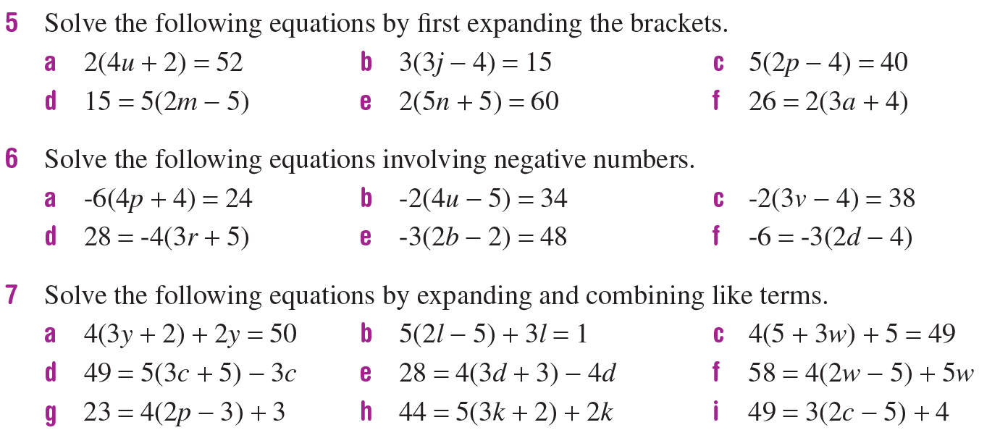 5 Solve the following equations by first expanding the brackets.
a 2(4u + 2) = 52 b 3(3j – 4) = 15 c 5(2p – 4) = 40
d 15 = 5(2m – 5) e 2(5n + 5) = 60 f 26 = 2(3a + 4)
6 Solve the following equations involving negative numbers.
a -6(4p + 4) = 24 b -2(4u – 5) = 34 c -2(3v – 4) = 38
d 28 = -4(3r + 5) e -3(2b – 2) = 48 f -6 = -3(2d – 4)
7 Solve the following equations by expanding and combining like terms.
a 4(3y + 2) + 2y = 50 b 5(2l – 5) + 3l = 1 c 4(5 + 3w) + 5 = 49
d 49 = 5(3c + 5) – 3c e 28 = 4(3d + 3) – 4d f 58 = 4(2w – 5) + 5w
g 23 = 4(2p – 3) + 3 h 44 = 5(3k + 2) + 2k i 49 = 3(2c – 5) + 4